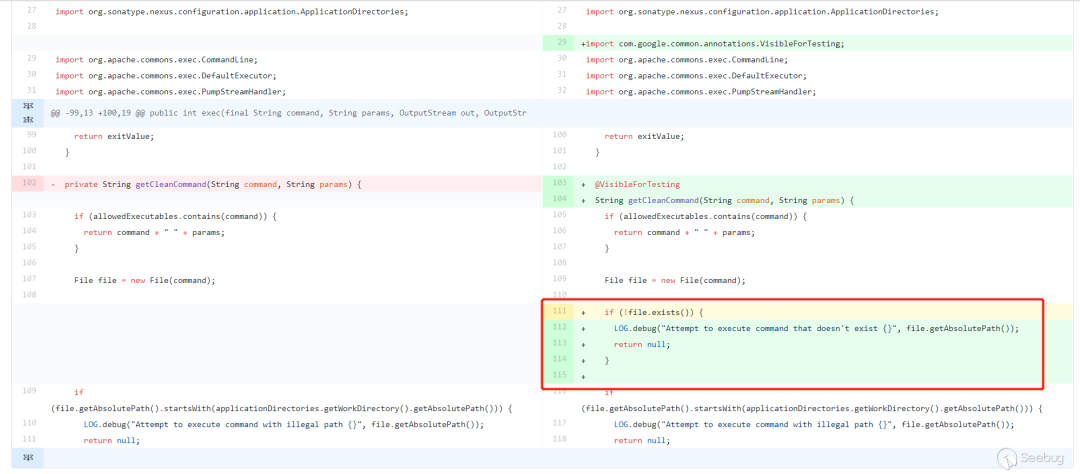 27 import org.sonatype.nexus.configuration.application.ApplicationDirectories;
28
29 import org.apache.commons.exec.CommandLine;
30 import org.apache.commons.exec.DefaultExecutor;
31 import org.apache.commons.exec.PumpStreamHandler;
@@ -99,13 +100,19 @@ public int exec(final String command, String params, OutputStream out, OutputStr
99 return exitValue;
100 }
101
102 - private String getCleanCommand(String command, String params) {
103 if (allowedExecutables.contains(command)) {
104 return command + " " + params;
105 }
106
107 File file = new File(command);
108
109 if
(file.getAbsolutePath().startsWith(applicationDirectories.getWorkDirectory().getAbsolutePath())) {
110 LOG.debug("Attempt to execute command with illegal path {}", file.getAbsolutePath());
111 return null;
27 import org.sonatype.nexus.configuration.application.ApplicationDirectories;
28
29 +import com.google.common.annotations.VisibleForTesting;
30 import org.apache.commons.exec.CommandLine;
31 import org.apache.commons.exec.DefaultExecutor;
32 import org.apache.commons.exec.PumpStreamHandler;
100 return exitValue;
101 }
102
103 + @VisibleForTesting
104 + String getCleanCommand(String command, String params) {
105 if (allowedExecutables.contains(command)) {
106 return command + " " + params;
107 }
108
109 File file = new File(command);
110
111 + if (!file.exists()) {
112 + LOG.debug("Attempt to execute command that doesn't exist {}", file.getAbsolutePath());
113 + return null;
114 + }
115 +
if
(file.getAbsolutePath().startsWith(applicationDirectories.getWorkDirectory().getAbsolutePath())) {
117 LOG.debug("Attempt to execute command with illegal path {}", file.getAbsolutePath());
118 return null;
Seebug